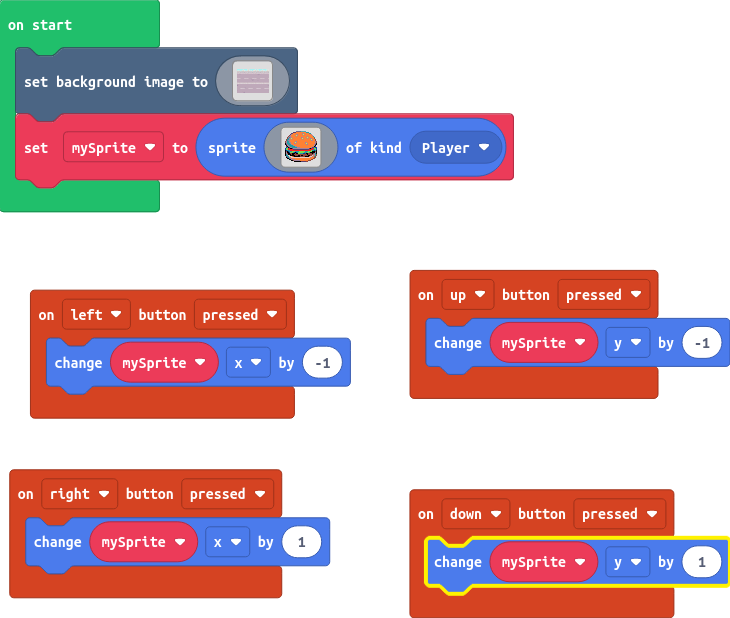 on start
set background image to
set mySprite to sprite of kind Player
on left button pressed
change mySprite x by -1
on up button pressed
change mySprite y by -1
on right button pressed
change mySprite x by 1
on down button pressed
change mySprite y by 1